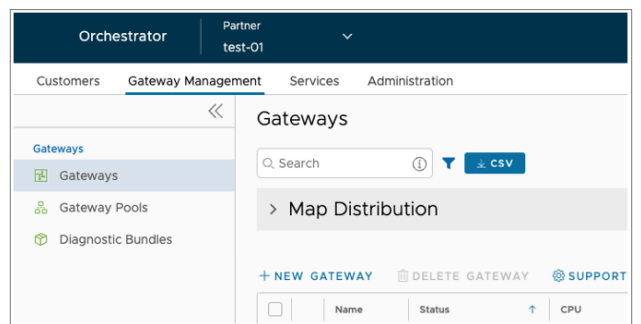 Orchestrator
Partner
test-01
Customers Gateway Management Services Administration
Gateways
Gateways
Gateway Pools
Diagnostic Bundles
Gateways
Search
CSV
Map Distribution
+ NEW GATEWAY DELETE GATEWAY SUPPORT
Name Status CPU